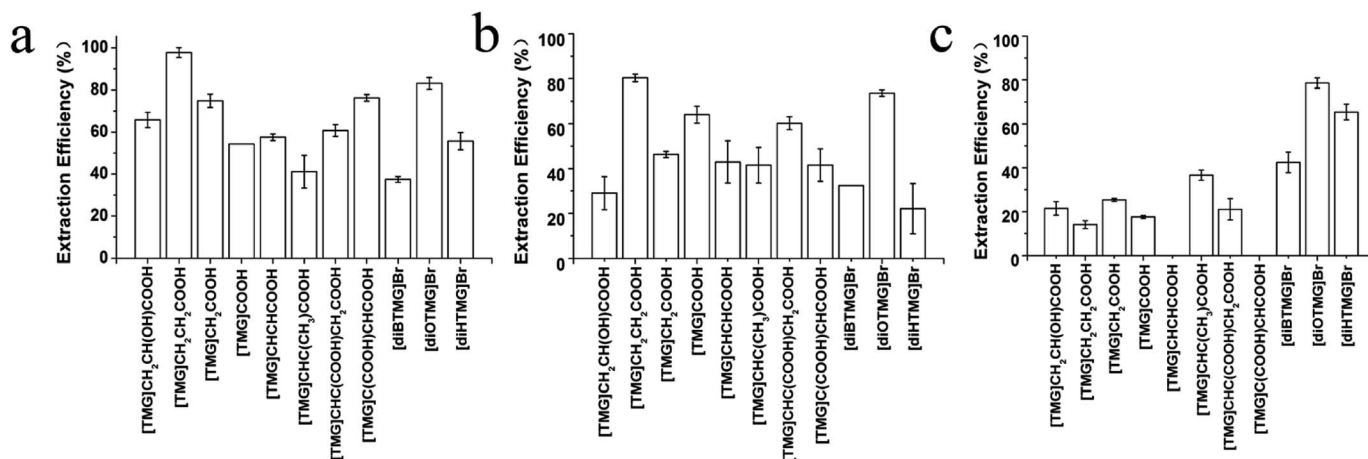 a
Extraction Efficiency (%)
100
80
60
40
20
0
[TMG]CH₂CH(OH)COOH
[TMG]CH₂CH₂COOH
[TMG]CH₂COOH
[TMG]COOH
[TMG]CHCHCOOH
[TMG]CHC(CH₃)COOH
[TMG]CHC(COOH)CH₂COOH
[TMG]C(COOH)CHCOOH
[diBTMG]Br
[diOTMG]Br
[diHTMG]Br
b
Extraction Efficiency (%)
100
80
60
40
20
0
[TMG]CH₂CH(OH)COOH
[TMG]CH₂CH₂COOH
[TMG]CH₂COOH
[TMG]COOH
[TMG]CHCHCOOH
[TMG]CHC(CH₃)COOH
[TMG]CHC(COOH)CH₂COOH
[TMG]C(COOH)CHCOOH
[diBTMG]Br
[diOTMG]Br
[diHTMG]Br
c
Extraction Efficiency (%)
100
80
60
40
20
0
[TMG]CH₂CH(OH)COOH
[TMG]CH₂CH₂COOH
[TMG]CH₂COOH
[TMG]COOH
[TMG]CHCHCOOH
[TMG]CHC(CH₃)COOH
[TMG]CHC(COOH)CH₂COOH
[TMG]C(COOH)CHCOOH
[diBTMG]Br
[diOTMG]Br
[diHTMG]Br